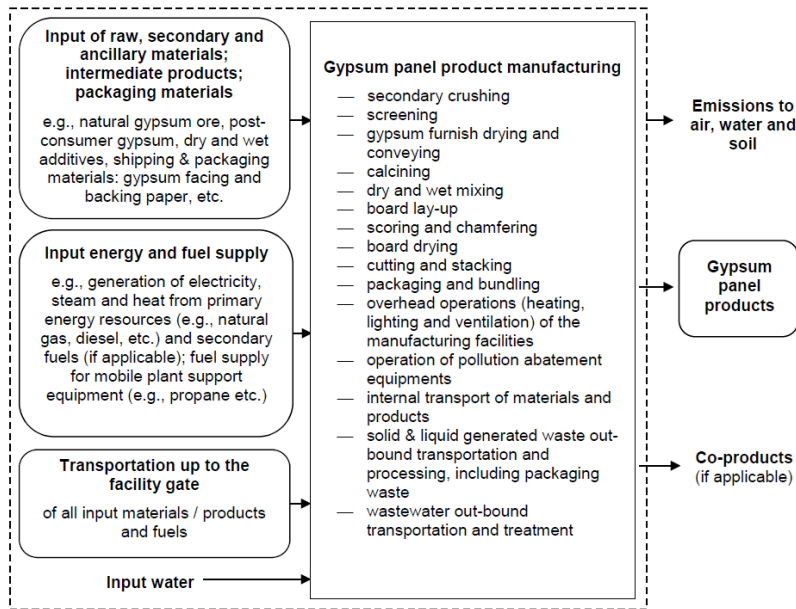 Input of raw, secondary and
ancillary materials;
intermediate products;
packaging materials
e.g., natural gypsum ore, post-
consumer gypsum, dry and wet
additives, shipping & packaging
materials: gypsum facing and
backing paper, etc.
Input energy and fuel supply
e.g., generation of electricity,
steam and heat from primary
energy resources (e.g., natural
gas, diesel, etc.) and secondary
fuels (if applicable); fuel supply
for mobile plant support
equipment (e.g., propane etc.)
Transportation up to the
facility gate
of all input materials / products
and fuels
Input water
Gypsum panel product manufacturing
— secondary crushing
— screening
— gypsum furnish drying and
conveying
— calcining
— dry and wet mixing
— board lay-up
— scoring and chamfering
— board drying
— cutting and stacking
— packaging and bundling
— overhead operations (heating,
lighting and ventilation) of the
manufacturing facilities
— operation of pollution abatement
equipments
— internal transport of materials and
products
— solid & liquid generated waste out-
bound transportation and
processing, including packaging
waste
— wastewater out-bound
transportation and treatment
Emissions to
air, water and
soil
Gypsum
panel
products
Co-products
(if applicable)